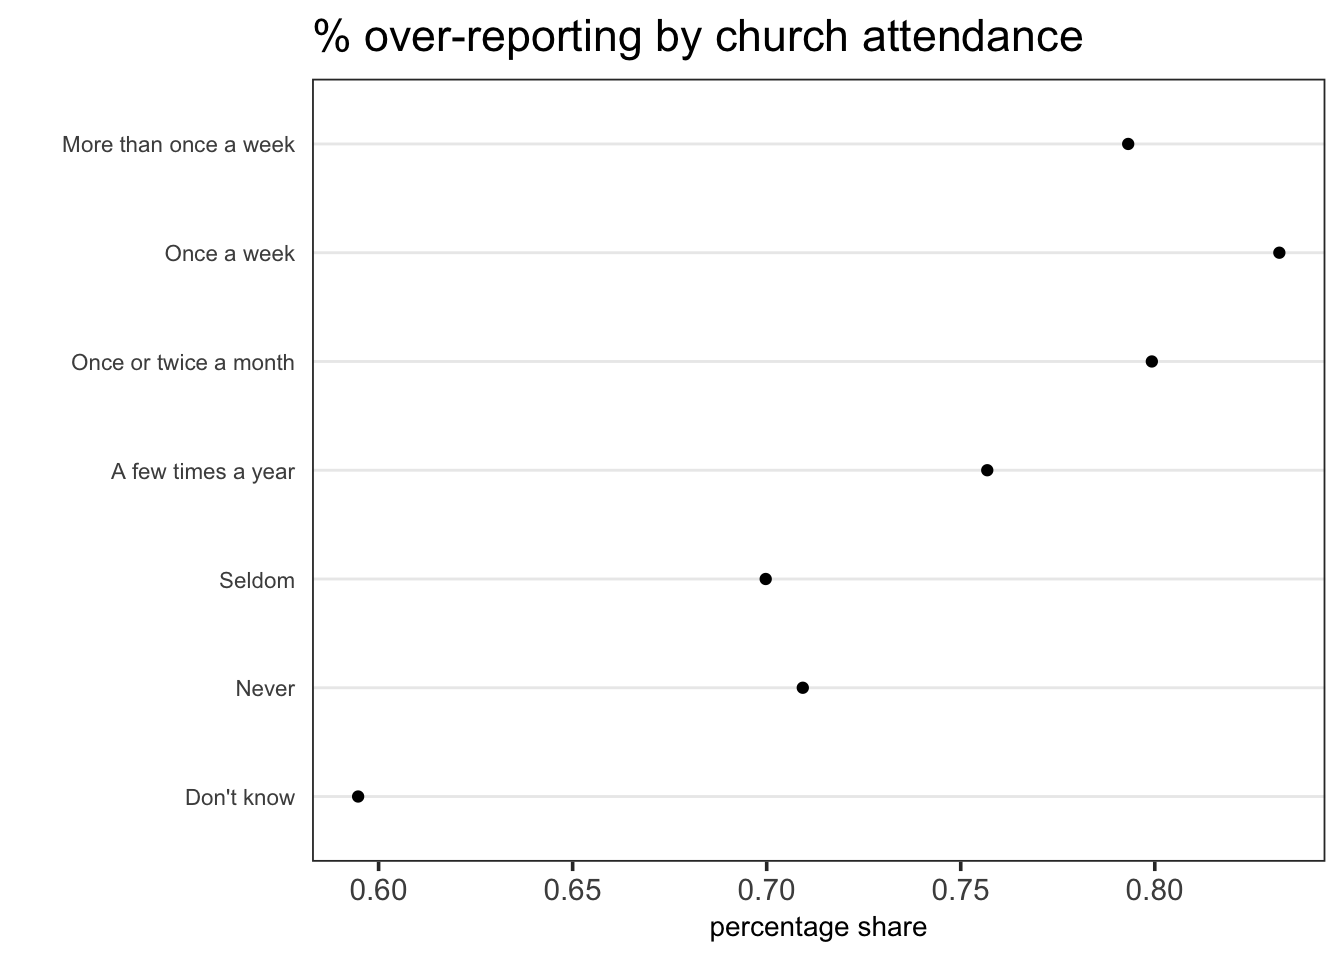 % over-reporting by church attendance
More than once a week
Once a week
Once or twice a month
A few times a year
Seldom
Never
Don't know
0.60 0.65 0.70 0.75 0.80
percentage share